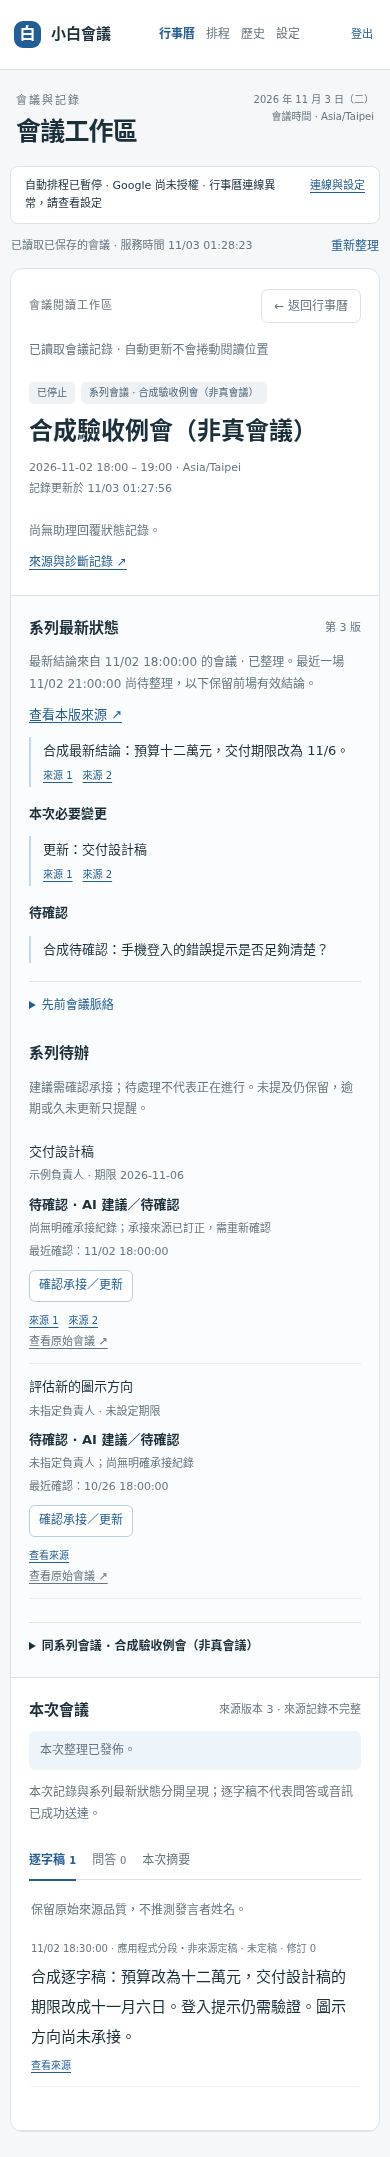 白 小白會議 行事曆 排程 歷史 設定 登出
會議與記錄
會議工作區
2026 年 11 月 3 日（二）
會議時間 · Asia/Taipei
自動排程已暫停 · Google 尚未授權 · 行事曆連線異
常，請查看設定
連線與設定
已讀取已保存的會議 · 服務時間 11/03 01:28:23 重新整理
會議閱讀工作區 ← 返回行事曆
已讀取會議記錄 · 自動更新不會捲動閱讀位置
已停止 系列會議 · 合成驗收例會（非真會議）
合成驗收例會（非真會議）
2026-11-02 18:00 – 19:00 · Asia/Taipei
記錄更新於 11/03 01:27:56
尚無助理回覆狀態記錄。
來源與診斷記錄 ↗
系列最新狀態 第 3 版
最新結論來自 11/02 18:00:00 的會議 · 已整理。最近一場
11/02 21:00:00 尚待整理，以下保留前場有效結論。
查看本版來源 ↗
合成最新結論：預算十二萬元，交付期限改為 11/6。
來源 1 來源 2
本次必要變更
更新：交付設計稿
來源 1 來源 2
待確認
合成待確認：手機登入的錯誤提示是否足夠清楚？
▶ 先前會議脈絡
系列待辦
建議需確認承接；待處理不代表正在進行。未提及仍保留，逾
期或久未更新只提醒。
交付設計稿
示例負責人 · 期限 2026-11-06
待確認 · AI 建議／待確認
尚無明確承接紀錄；承接來源已訂正，需重新確認
最近確認：11/02 18:00:00
確認承接／更新
來源 1 來源 2
查看原始會議 ↗
評估新的圖示方向
未指定負責人 · 未設定期限
待確認 · AI 建議／待確認
未指定負責人；尚無明確承接紀錄
最近確認：10/26 18:00:00
確認承接／更新
查看來源
查看原始會議 ↗
▶ 同系列會議 · 合成驗收例會（非真會議）
本次會議 來源版本 3 · 來源記錄不完整
本次整理已發佈。
本次記錄與系列最新狀態分開呈現；逐字稿不代表問答或音訊
已成功送達。
逐字稿 1 問答 0 本次摘要
保留原始來源品質，不推測發言者姓名。
11/02 18:30:00 · 應用程式分段・非來源定稿 · 未定稿 · 修訂 0
合成逐字稿：預算改為十二萬元，交付設計稿的
期限改成十一月六日。登入提示仍需驗證。圖示
方向尚未承接。
查看來源